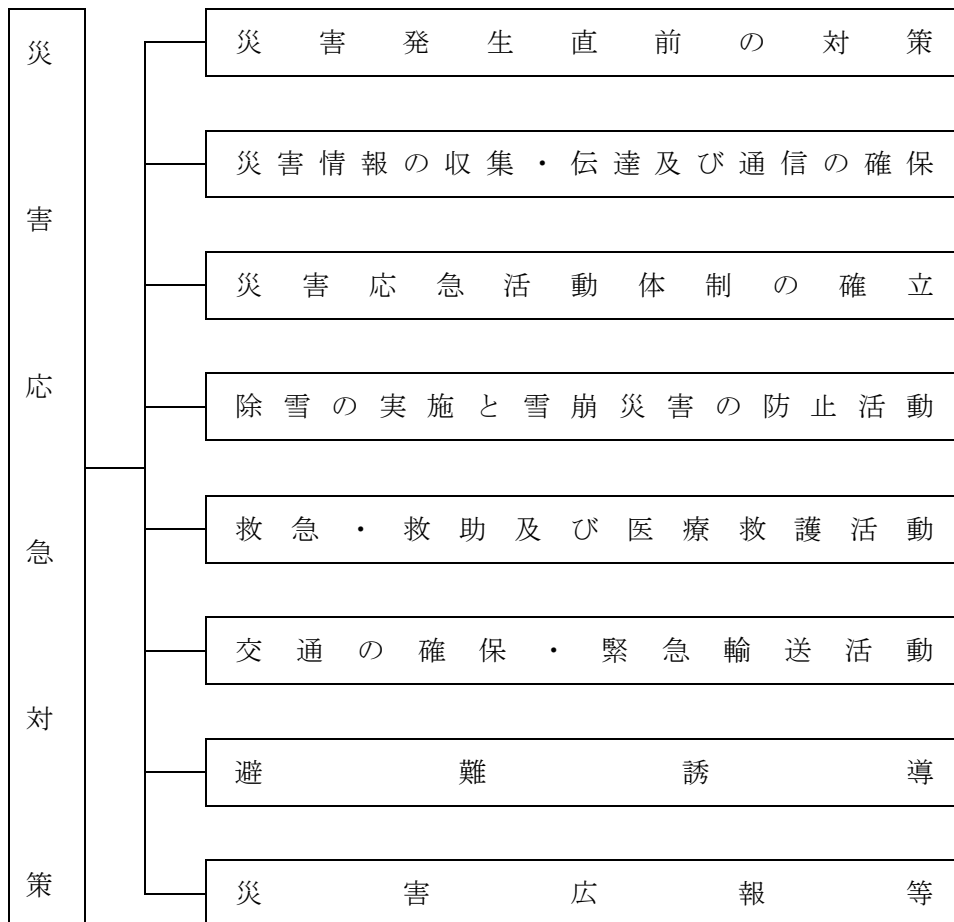 災害応急対策
災害発生直前の対策
災害情報の収集・伝達及び通信の確保
災害応急活動体制の確立
除雪の実施と雪崩災害の防止活動
救急・救助及び医療救護活動
交通の確保・緊急輸送活動
避難誘導
災害広報等